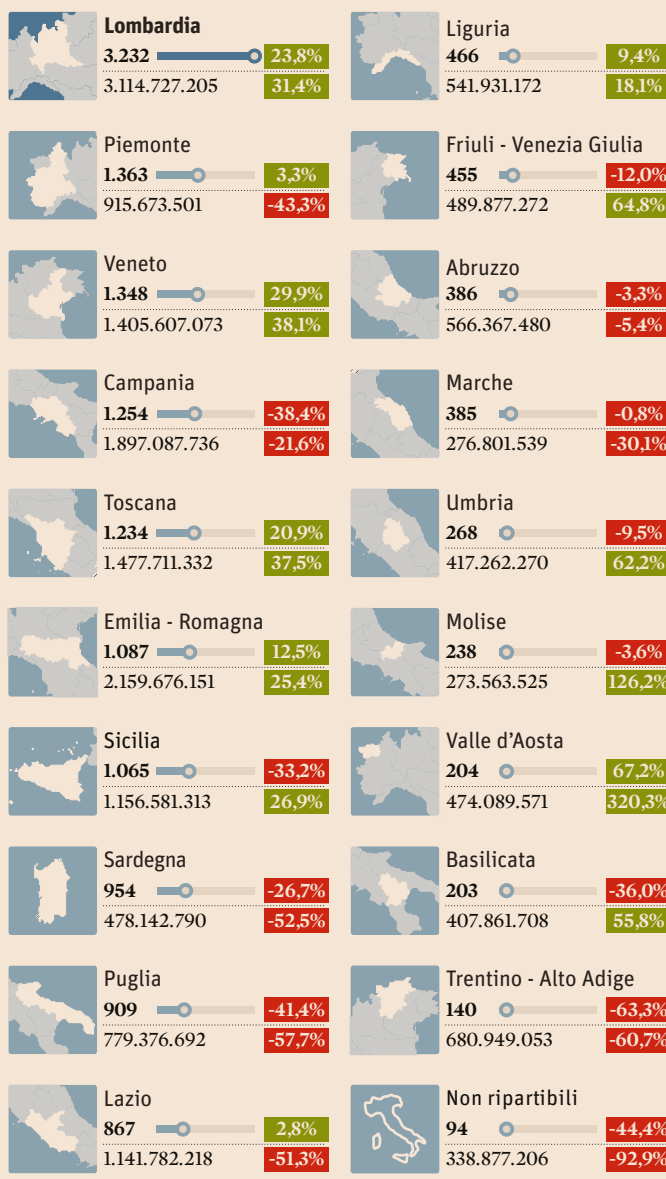 Lombardia
3.232 23,8%
3.114.727.205 31,4%
Piemonte
1.363 3,3%
915.673.501 -43,3%
Veneto
1.348 29,9%
1.405.607.073 38,1%
Campania
1.254 -38,4%
1.897.087.736 -21,6%
Toscana
1.234 20,9%
1.477.711.332 37,5%
Emilia - Romagna
1.087 12,5%
2.159.676.151 25,4%
Sicilia
1.065 -33,2%
1.156.581.313 26,9%
Sardegna
954 -26,7%
478.142.790 -52,5%
Puglia
909 -41,4%
779.376.692 -57,7%
Lazio
867 2,8%
1.141.782.218 -51,3%
Liguria
466 9,4%
541.931.172 18,1%
Friuli - Venezia Giulia
455 -12,0%
489.877.272 64,8%
Abruzzo
386 -3,3%
566.367.480 -5,4%
Marche
385 -0,8%
276.801.539 -30,1%
Umbria
268 -9,5%
417.262.270 62,2%
Molise
238 -3,6%
273.563.525 126,2%
Valle d'Aosta
204 67,2%
474.089.571 320,3%
Basilicata
203 -36,0%
407.861.708 55,8%
Trentino - Alto Adige
140 -63,3%
680.949.053 -60,7%
Non ripartibili
94 -44,4%
338.877.206 -92,9%